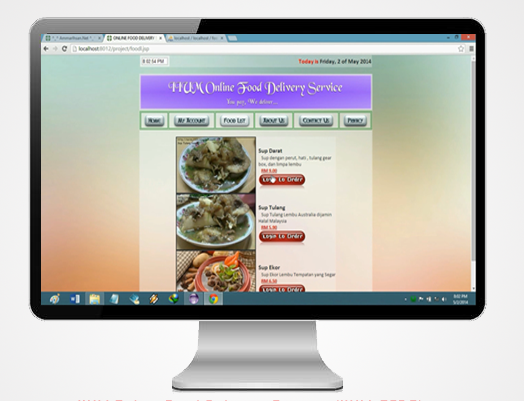 ONLINE FOOD DELIVERY
localhost:8012/project/food.jsp
8:02:54 PM
Today is Friday, 2 of May 2014
Online Food Delivery Service
You pay, We deliver...
Home
My Account
Food List
About Us
Contact Us
Privacy
Sup Darat
Sup dengan perut, hati , tulang gear
box, dan limpa lembu
RM 5.00
Login to Order
Sup Tulang
Sup Tulang Lembu Australia dijamin
Halal Malaysia
RM 5.00
Login to Order
Sup Ekor
Sup Ekor Lembu Tempatan yang Segar
Login to Order
8:02 PM
5/2/2014